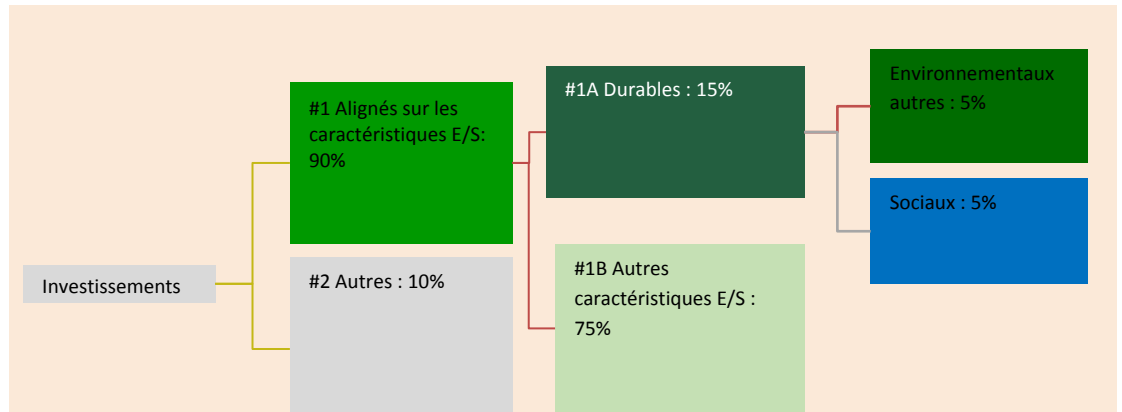 Investissements
#1 Alignés sur les
caractéristiques E/S:
90%
#2 Autres : 10%
#1A Durables : 15%
#1B Autres
caractéristiques E/S :
75%
Environnementaux
autres : 5%
Sociaux : 5%